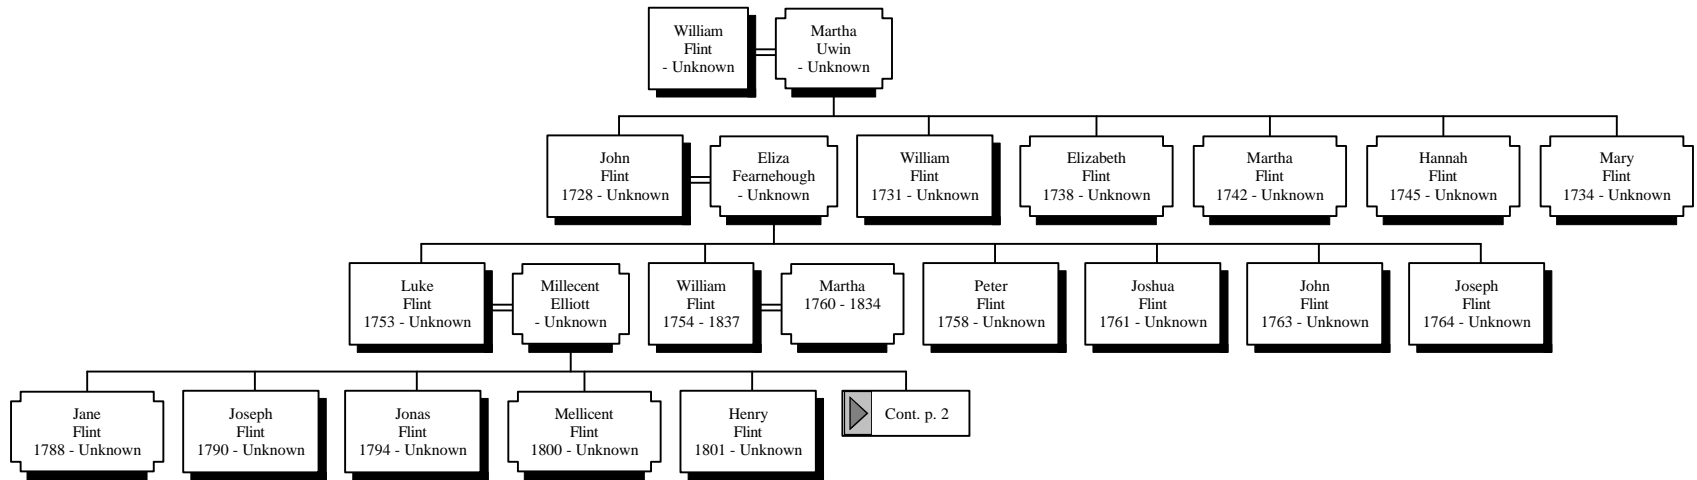 William
Flint
- Unknown
Martha
Uwin
- Unknown
John
Flint
1728 - Unknown
Eliza
Fearnehough
- Unknown
William
Flint
1731 - Unknown
Elizabeth
Flint
1738 - Unknown
Martha
Flint
1742 - Unknown
Hannah
Flint
1745 - Unknown
Mary
Flint
1734 - Unknown
Luke
Flint
1753 - Unknown
Millecent
Elliott
- Unknown
William
Flint
1754 - 1837
Martha
1760 - 1834
Peter
Flint
1758 - Unknown
Joshua
Flint
1761 - Unknown
John
Flint
1763 - Unknown
Joseph
Flint
1764 - Unknown
Jane
Flint
1788 - Unknown
Joseph
Flint
1790 - Unknown
Jonas
Flint
1794 - Unknown
Mellicent
Flint
1800 - Unknown
Henry
Flint
1801 - Unknown
Cont. p. 2